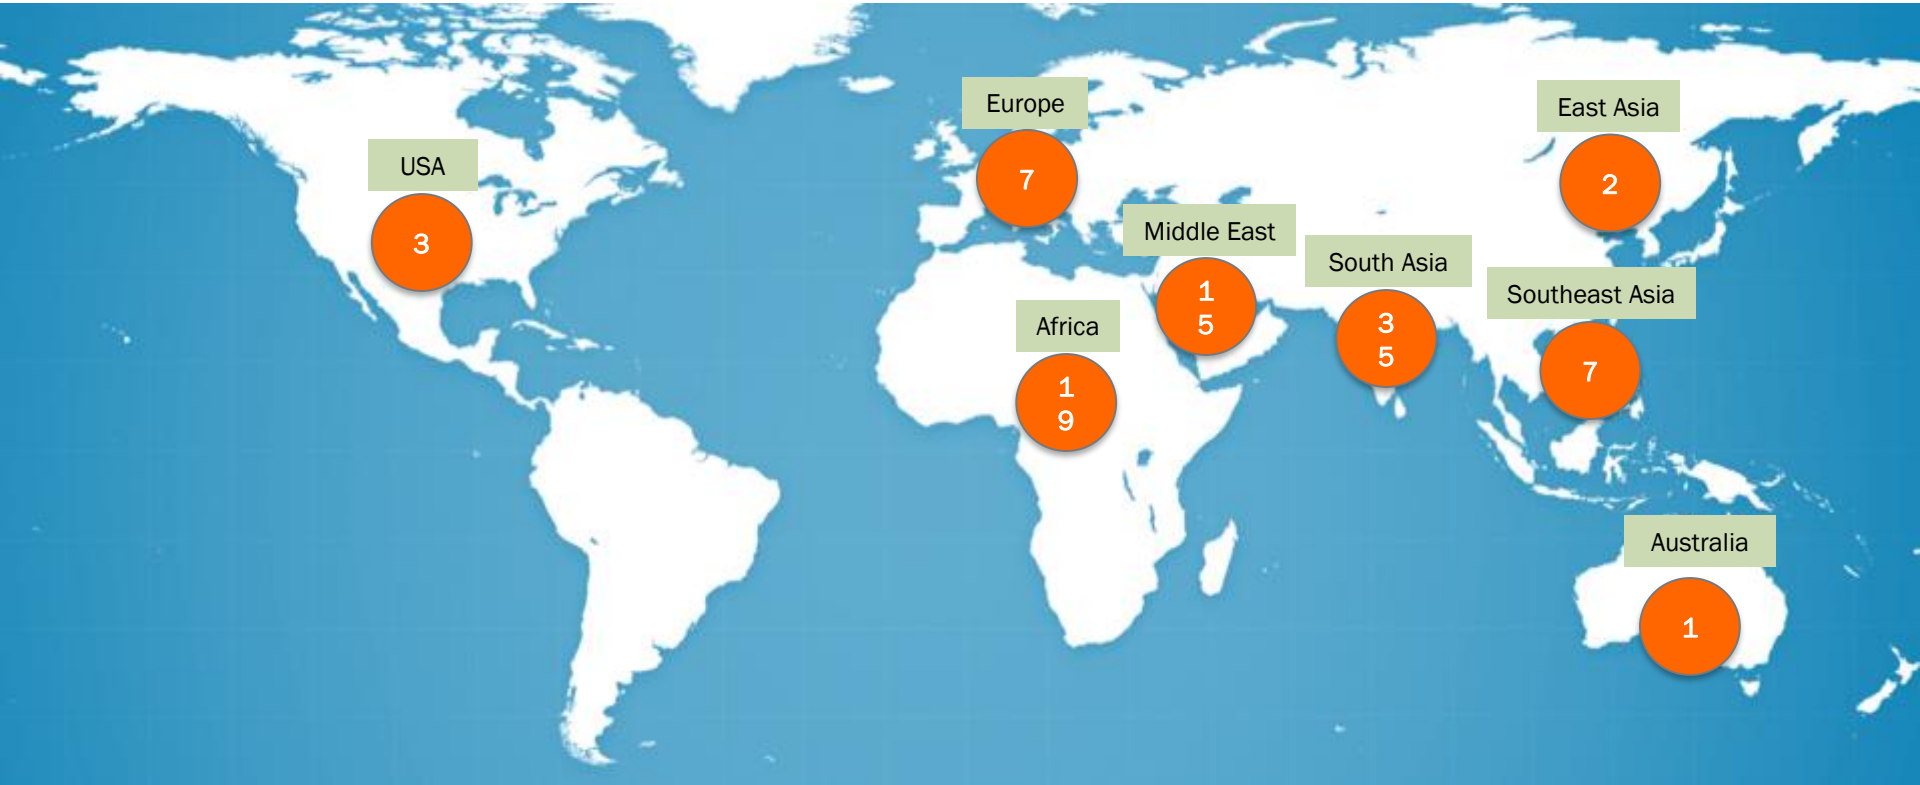 Europe
7
East Asia
2
USA
3
Middle East
1
5
South Asia
3
5
Southeast Asia
7
Africa
1
9
Australia
1